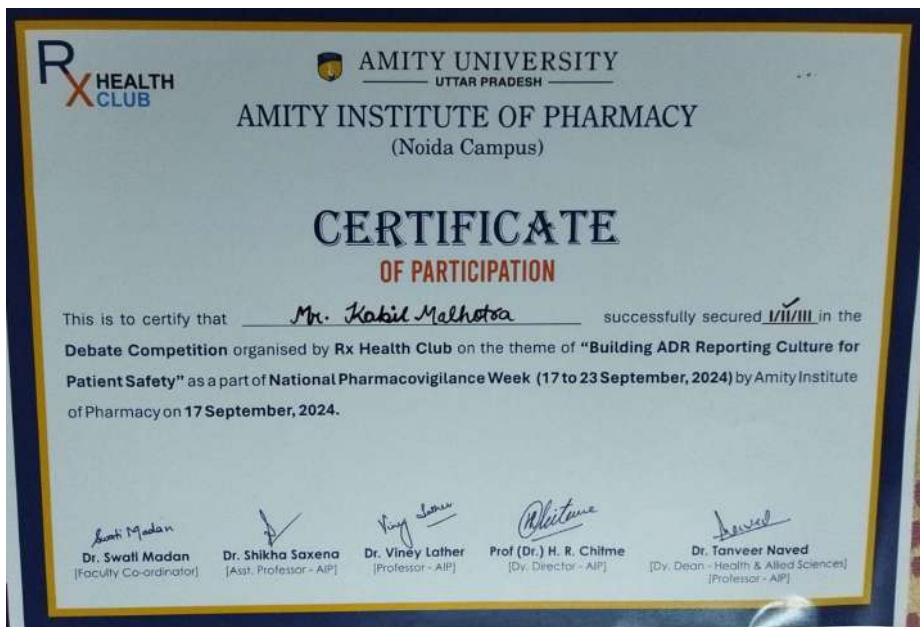 Rx HEALTH CLUB
AMITY UNIVERSITY
UTTAR PRADESH
AMITY INSTITUTE OF PHARMACY
(Noida Campus)
CERTIFICATE
OF PARTICIPATION
This is to certify that Mr. Kabil Malhotra successfully secured I/II/III in the
Debate Competition organised by Rx Health Club on the theme of “Building ADR Reporting Culture for
Patient Safety” as a part of National Pharmacovigilance Week (17 to 23 September, 2024) by Amity Institute
of Pharmacy on 17 September, 2024.
Swati Madan
Dr. Swati Madan
[Faculty Co-ordinator]
Dr. Shikha Saxena
[Asst. Professor - AIP]
Viney Lather
Dr. Viney Lather
[Professor - AIP]
Prof (Dr.) H. R. Chitme
[Dy. Director - AIP]
Dr. Tanveer Naved
[Dy. Dean - Health & Allied Sciences]
[Professor - AIP]